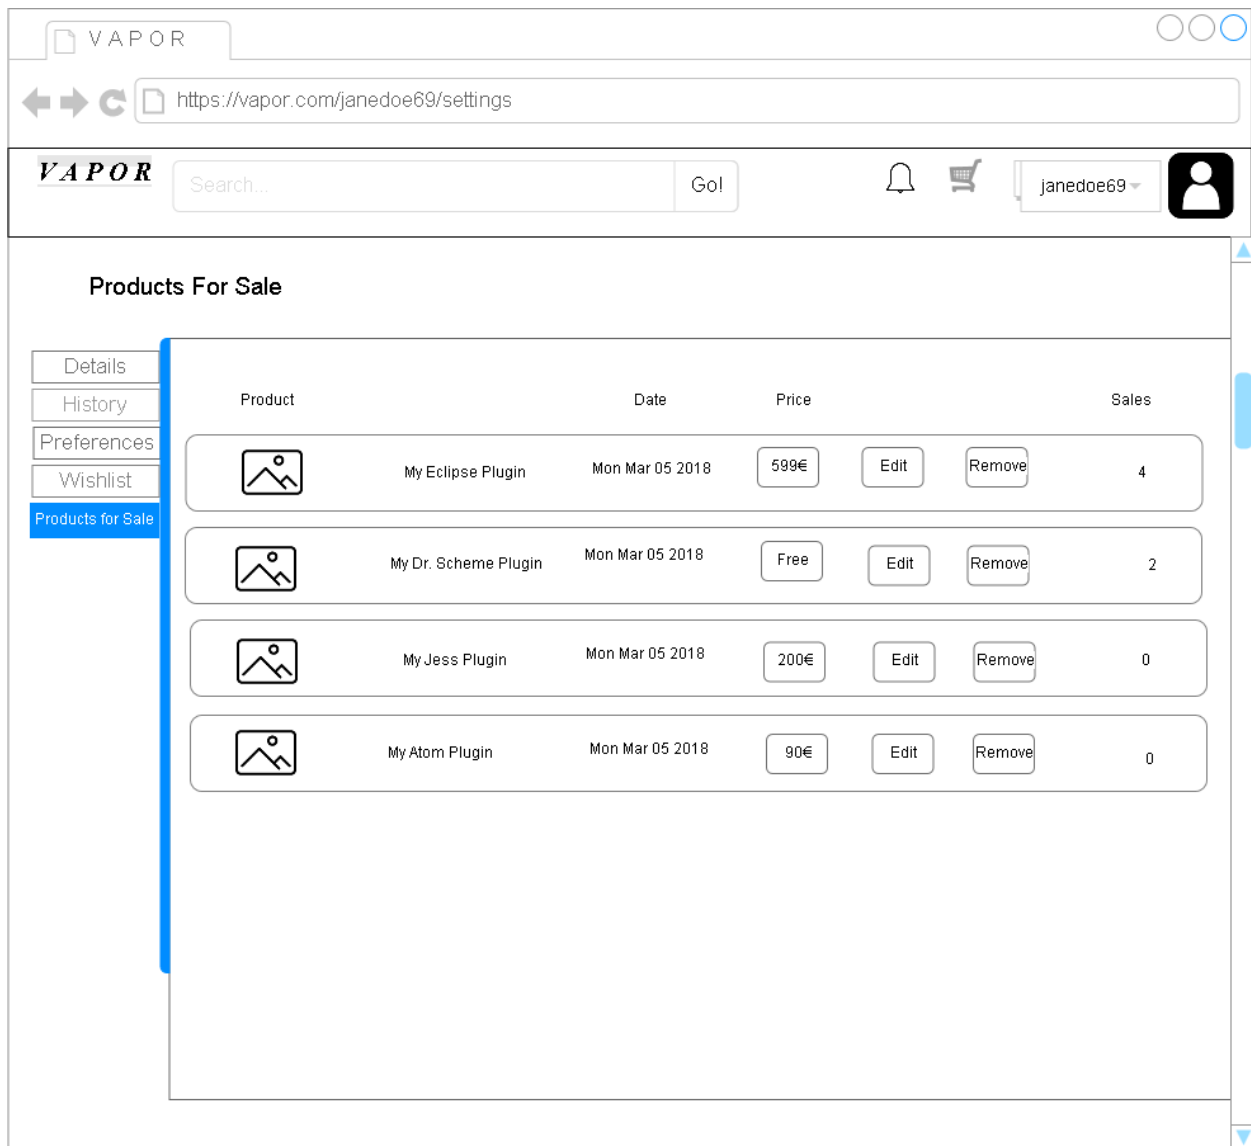 V A P O R
https://vapor.com/janedoe69/settings
VAPOR
Search...
Go!
janedoe69
Products For Sale
Details
History
Preferences
Wishlist
Products for Sale
Product Date Price Sales
My Eclipse Plugin Mon Mar 05 2018 599€ Edit Remove 4
My Dr. Scheme Plugin Mon Mar 05 2018 Free Edit Remove 2
My Jess Plugin Mon Mar 05 2018 200€ Edit Remove 0
My Atom Plugin Mon Mar 05 2018 90€ Edit Remove 0